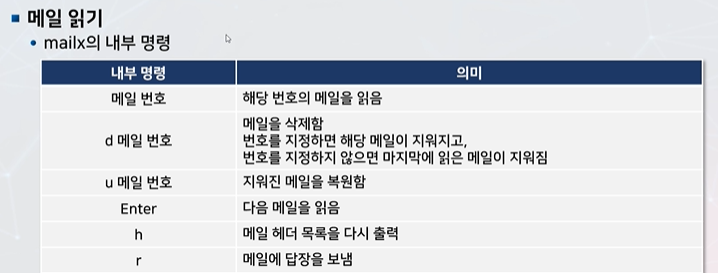 메일 읽기
mailx의 내부 명령
내부 명령 의미
메일 번호 해당 번호의 메일을 읽음
d 메일 번호 메일을 삭제함
번호를 지정하면 해당 메일이 지워지고,
번호를 지정하지 않으면 마지막에 읽은 메일이 지워짐
u 메일 번호 지워진 메일을 복원함
Enter 다음 메일을 읽음
h 메일 헤더 목록을 다시 출력
r 메일에 답장을 보냄